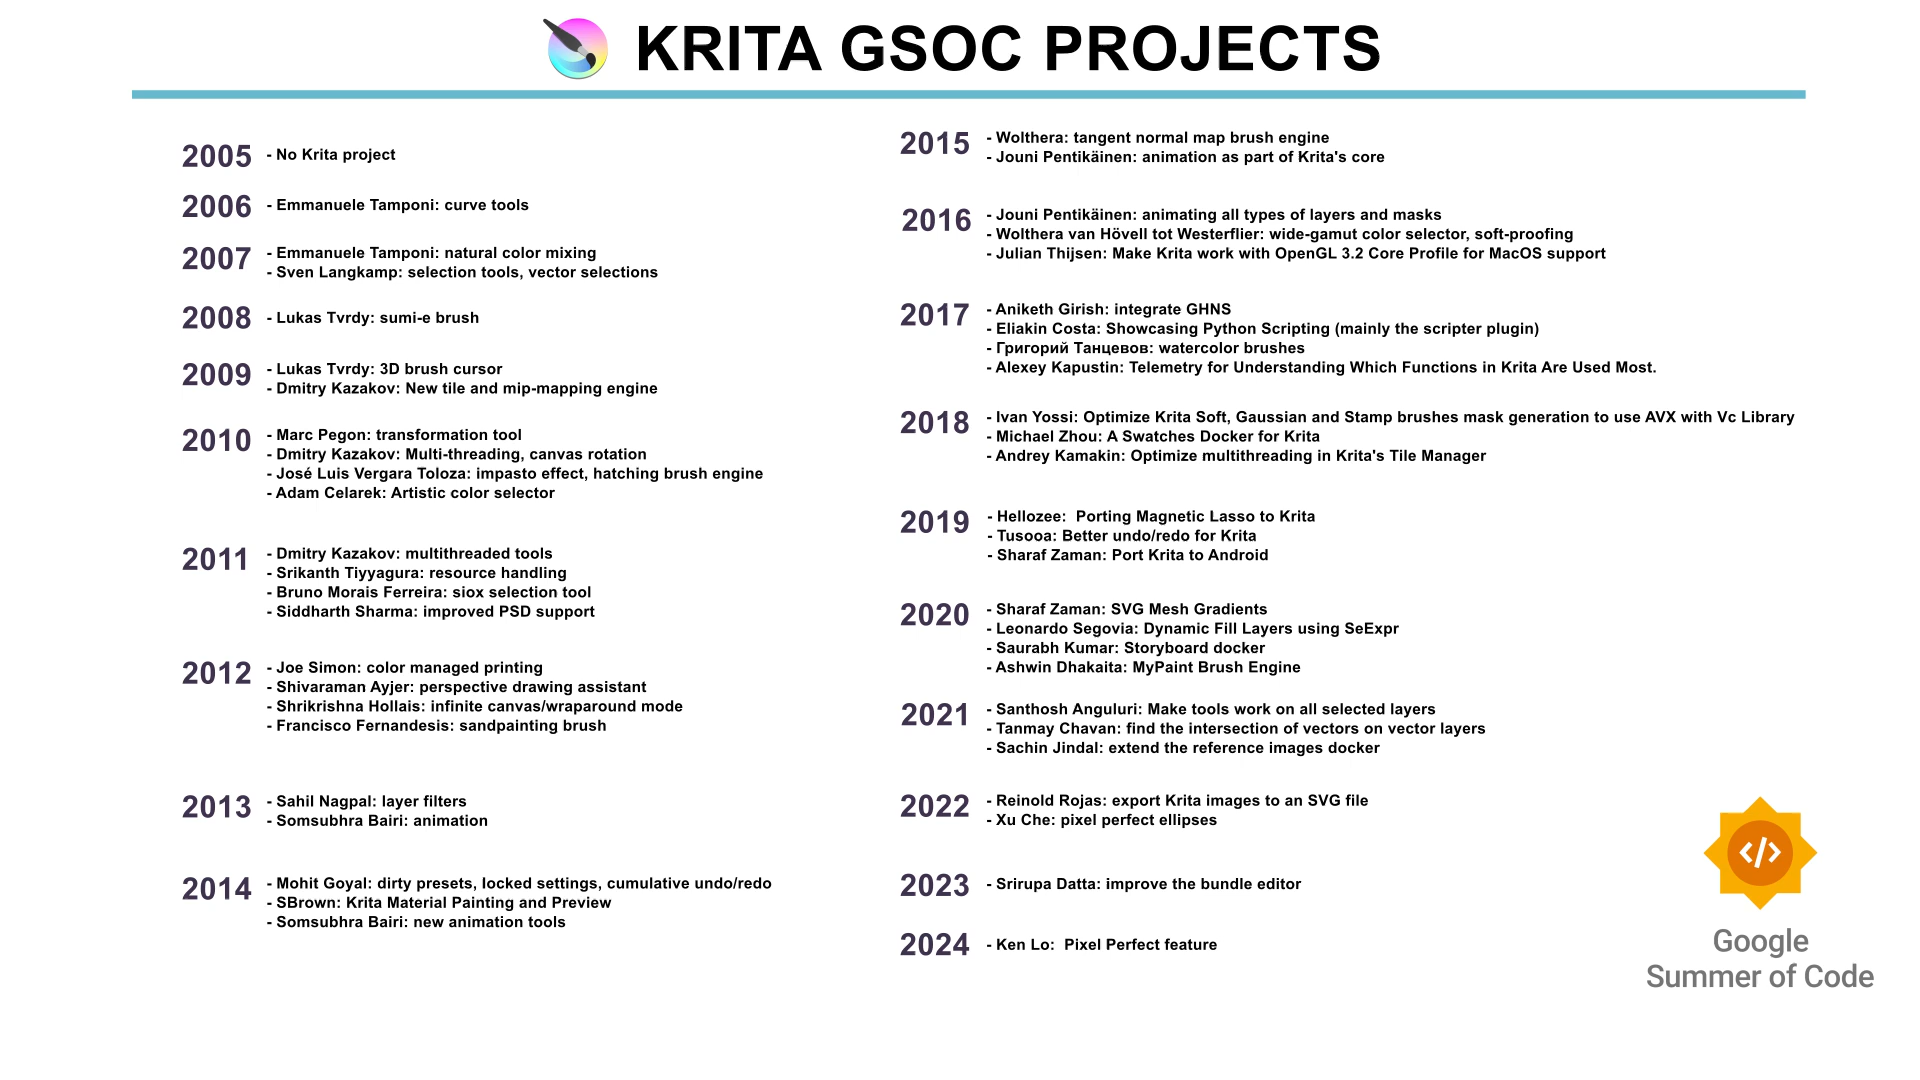 KRITA GSOC PROJECTS
2005
- No Krita project
2006
- Emmanuele Tamponi: curve tools
2007
- Emmanuele Tamponi: natural color mixing
- Sven Langkamp: selection tools, vector selections
2008
- Lukas Tvrdy: sumi-e brush
2009
- Lukas Tvrdy: 3D brush cursor
- Dmitry Kazakov: New tile and mip-mapping engine
2010
- Marc Pegon: transformation tool
- Dmitry Kazakov: Multi-threading, canvas rotation
- José Luis Vergara Toloza: impasto effect, hatching brush engine
- Adam Celarek: Artistic color selector
2011
- Dmitry Kazakov: multithreaded tools
- Srikanth Tiyyagura: resource handling
- Bruno Morais Ferreira: siox selection tool
- Siddharth Sharma: improved PSD support
2012
- Joe Simon: color managed printing
- Shivaraman Ayjer: perspective drawing assistant
- Shrikrishna Hollais: infinite canvas/wraparound mode
- Francisco Fernandesis: sandpainting brush
2013
- Sahil Nagpal: layer filters
- Somsubhra Bairi: animation
2014
- Mohit Goyal: dirty presets, locked settings, cumulative undo/redo
- SBrown: Krita Material Painting and Preview
- Somsubhra Bairi: new animation tools
2015
- Wolthera: tangent normal map brush engine
- Jouni Pentikäinen: animation as part of Krita's core
2016
- Jouni Pentikäinen: animating all types of layers and masks
- Wolthera van Hövell tot Westerflier: wide-gamut color selector, soft-proofing
- Julian Thijsen: Make Krita work with OpenGL 3.2 Core Profile for MacOS support
2017
- Aniketh Girish: integrate GHNS
- Eliakin Costa: Showcasing Python Scripting (mainly the scripter plugin)
- Григорий Танцевов: watercolor brushes
- Alexey Kapustin: Telemetry for Understanding Which Functions in Krita Are Used Most.
2018
- Ivan Yossi: Optimize Krita Soft, Gaussian and Stamp brushes mask generation to use AVX with Vc Library
- Michael Zhou: A Swatches Docker for Krita
- Andrey Kamakin: Optimize multithreading in Krita's Tile Manager
2019
- Hellozee:  Porting Magnetic Lasso to Krita
- Tusooa: Better undo/redo for Krita
- Sharaf Zaman: Port Krita to Android
2020
- Sharaf Zaman: SVG Mesh Gradients
- Leonardo Segovia: Dynamic Fill Layers using SeExpr
- Saurabh Kumar: Storyboard docker
- Ashwin Dhakaita: MyPaint Brush Engine
2021
- Santhosh Anguluri: Make tools work on all selected layers
- Tanmay Chavan: find the intersection of vectors on vector layers
- Sachin Jindal: extend the reference images docker
2022
- Reinold Rojas: export Krita images to an SVG file
- Xu Che: pixel perfect ellipses
2023
- Srirupa Datta: improve the bundle editor
2024
- Ken Lo:  Pixel Perfect feature
</>
Google
Summer of Code